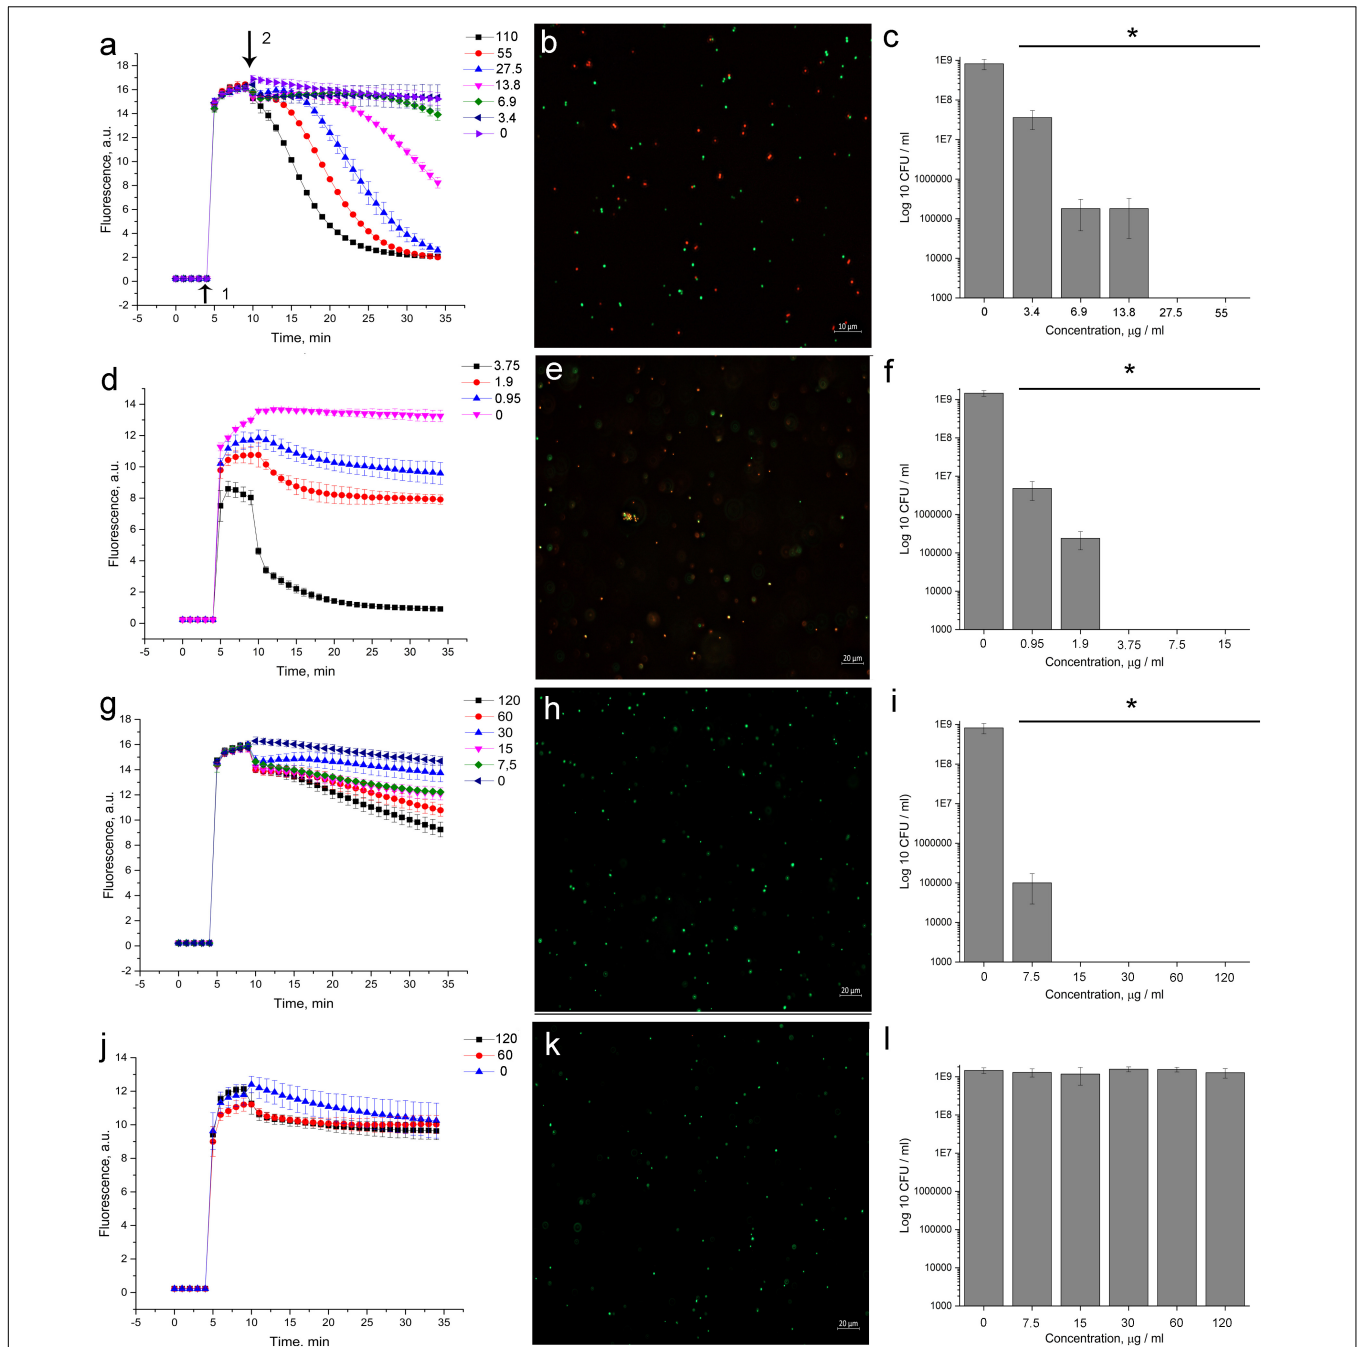 a
2
1
18
16
14
12
10
8
6
4
2
0
-2
-5 0 5 10 15 20 25 30 35
Fluorescence, a.u.
Time, min
110
55
27.5
13.8
6.9
3.4
0
b
10 µm
c
*
1E9
1E8
1E7
1000000
100000
10000
1000
Log 10 CFU / ml
0 3.4 6.9 13.8 27.5 55
Concentration, µg / ml
d
14
12
10
8
6
4
2
0
-5 0 5 10 15 20 25 30 35
Fluorescence, a.u.
Time, min
3.75
1.9
0.95
0
e
20 µm
f
*
1E9
1E8
1E7
1000000
100000
10000
1000
Log 10 CFU / ml
0 0.95 1.9 3.75 7.5 15
Concentration, µg / ml
g
18
16
14
12
10
8
6
4
2
0
-2
-5 0 5 10 15 20 25 30 35
Fluorescence, a.u.
Time, min
120
60
30
15
7,5
0
h
20 µm
i
*
1E9
1E8
1E7
1000000
100000
10000
1000
Log 10 CFU / ml)
0 7.5 15 30 60 120
Concentration, µg / ml
j
14
12
10
8
6
4
2
0
-5 0 5 10 15 20 25 30 35
Fluorescence, a.u.
Time, min
120
60
0
k
20 µm
l
1E9
1E8
1E7
1000000
100000
10000
1000
Log 10 CFU / ml)
0 7.5 15 30 60 120
Concentration, µg / ml